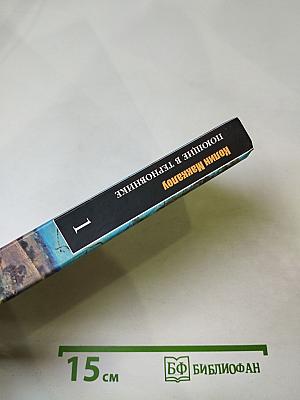 Колин Маккалоу
ПОЮЩИЕ В ТЕРНОВНИКЕ
1
15 см
БФ БИБЛИОФАН